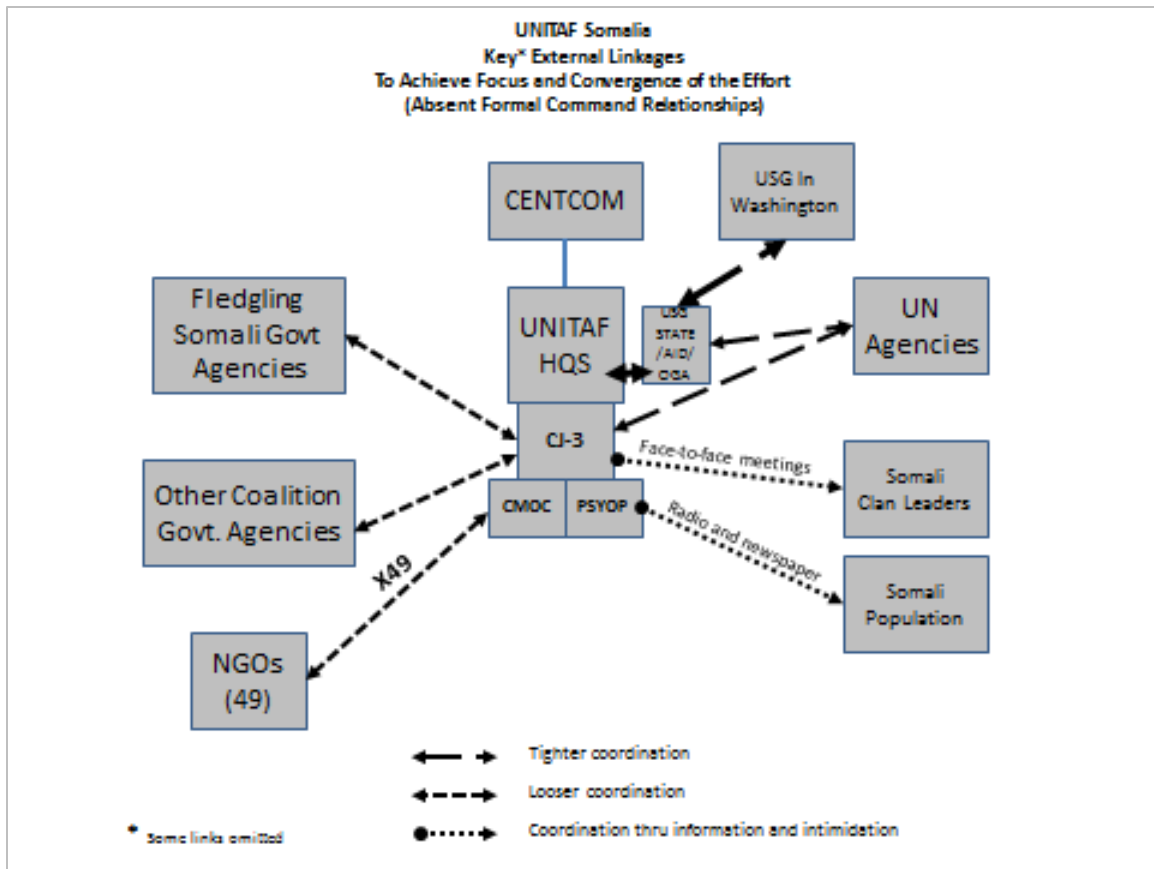 UNITAF Somalia
Key* External Linkages
To Achieve Focus and Convergence of the Effort
(Absent Formal Command Relationships)
CENTCOM
USG In
Washington
Fledgling
Somali Govt
Agencies
UNITAF
HQS
USG
STATE
/AID/
OGA
UN
Agencies
CJ-3
Face-to-face meetings
Somali
Clan Leaders
Other Coalition
Govt. Agencies
CMOC
PSYOP
Radio and newspaper
X49
Somali
Population
NGOs
(49)
Tighter coordination
Looser coordination
* Some links omitted
Coordination thru information and intimidation